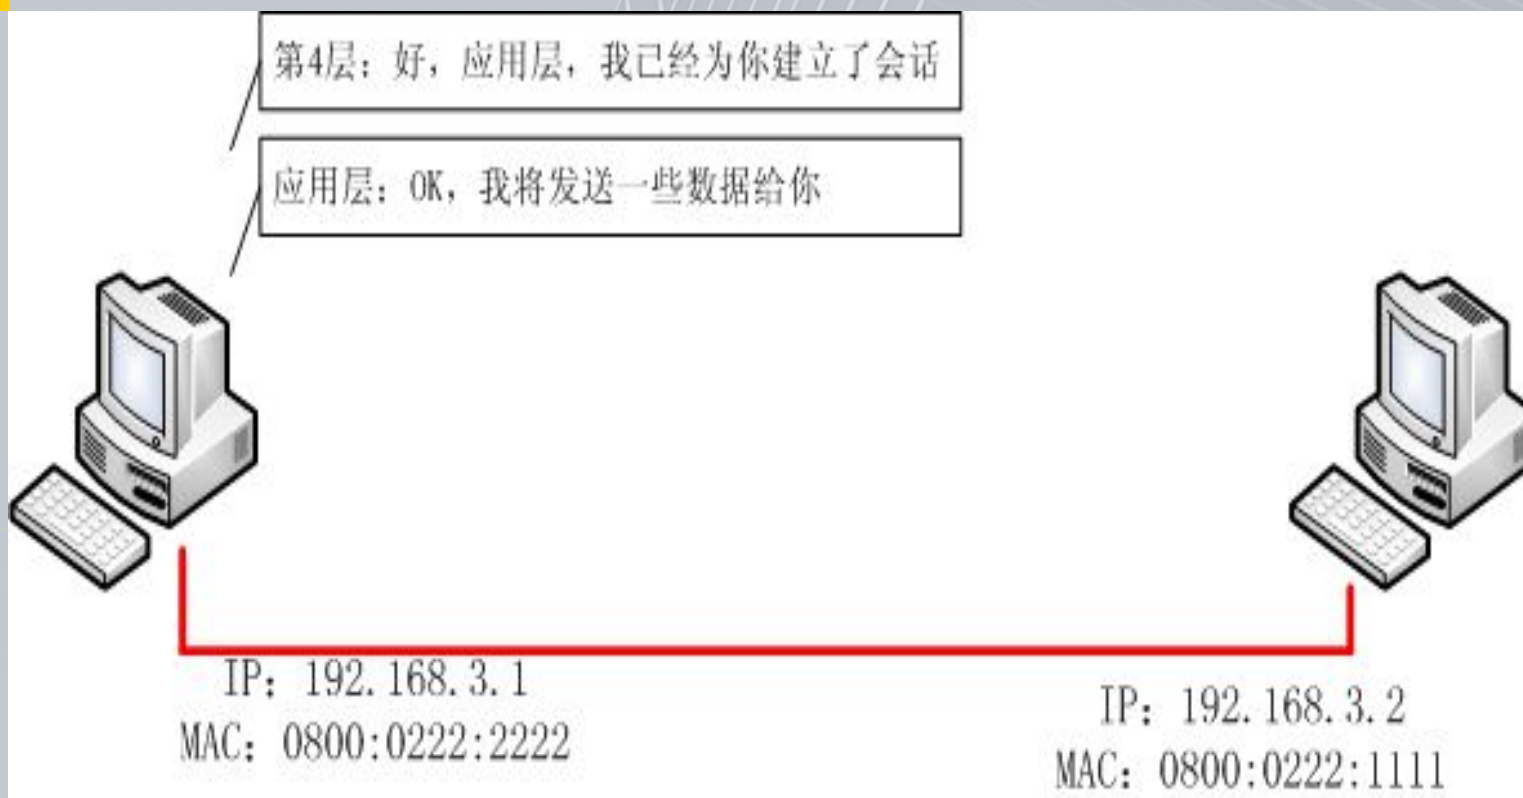 第4层：好，应用层，我已经为你建立了会话
应用层：OK，我将发送一些数据给你
IP：192.168.3.1
MAC：0800:0222:2222
IP：192.168.3.2
MAC：0800:0222:1111